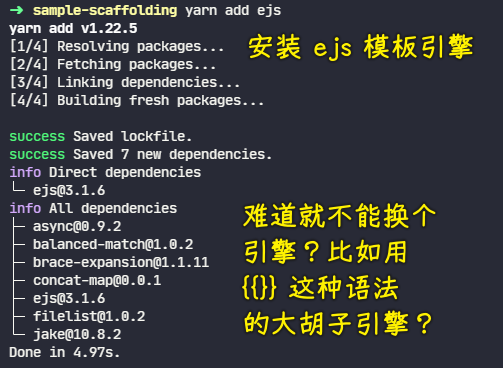 ➜ sample-scaffolding yarn add ejs
yarn add v1.22.5
[1/4] Resolving packages...
[2/4] Fetching packages...
[3/4] Linking dependencies...
[4/4] Building fresh packages...
安装 ejs 模板引擎
success Saved lockfile.
success Saved 7 new dependencies.
info Direct dependencies
└─ ejs@3.1.6
info All dependencies
├─ async@0.9.2
├─ balanced-match@1.0.2
├─ brace-expansion@1.1.11
├─ concat-map@0.0.1
├─ ejs@3.1.6
├─ filelist@1.0.2
└─ jake@10.8.2
Done in 4.97s.
难道就不能换个
引擎？比如用
{{}} 这种语法
的大胡子引擎？